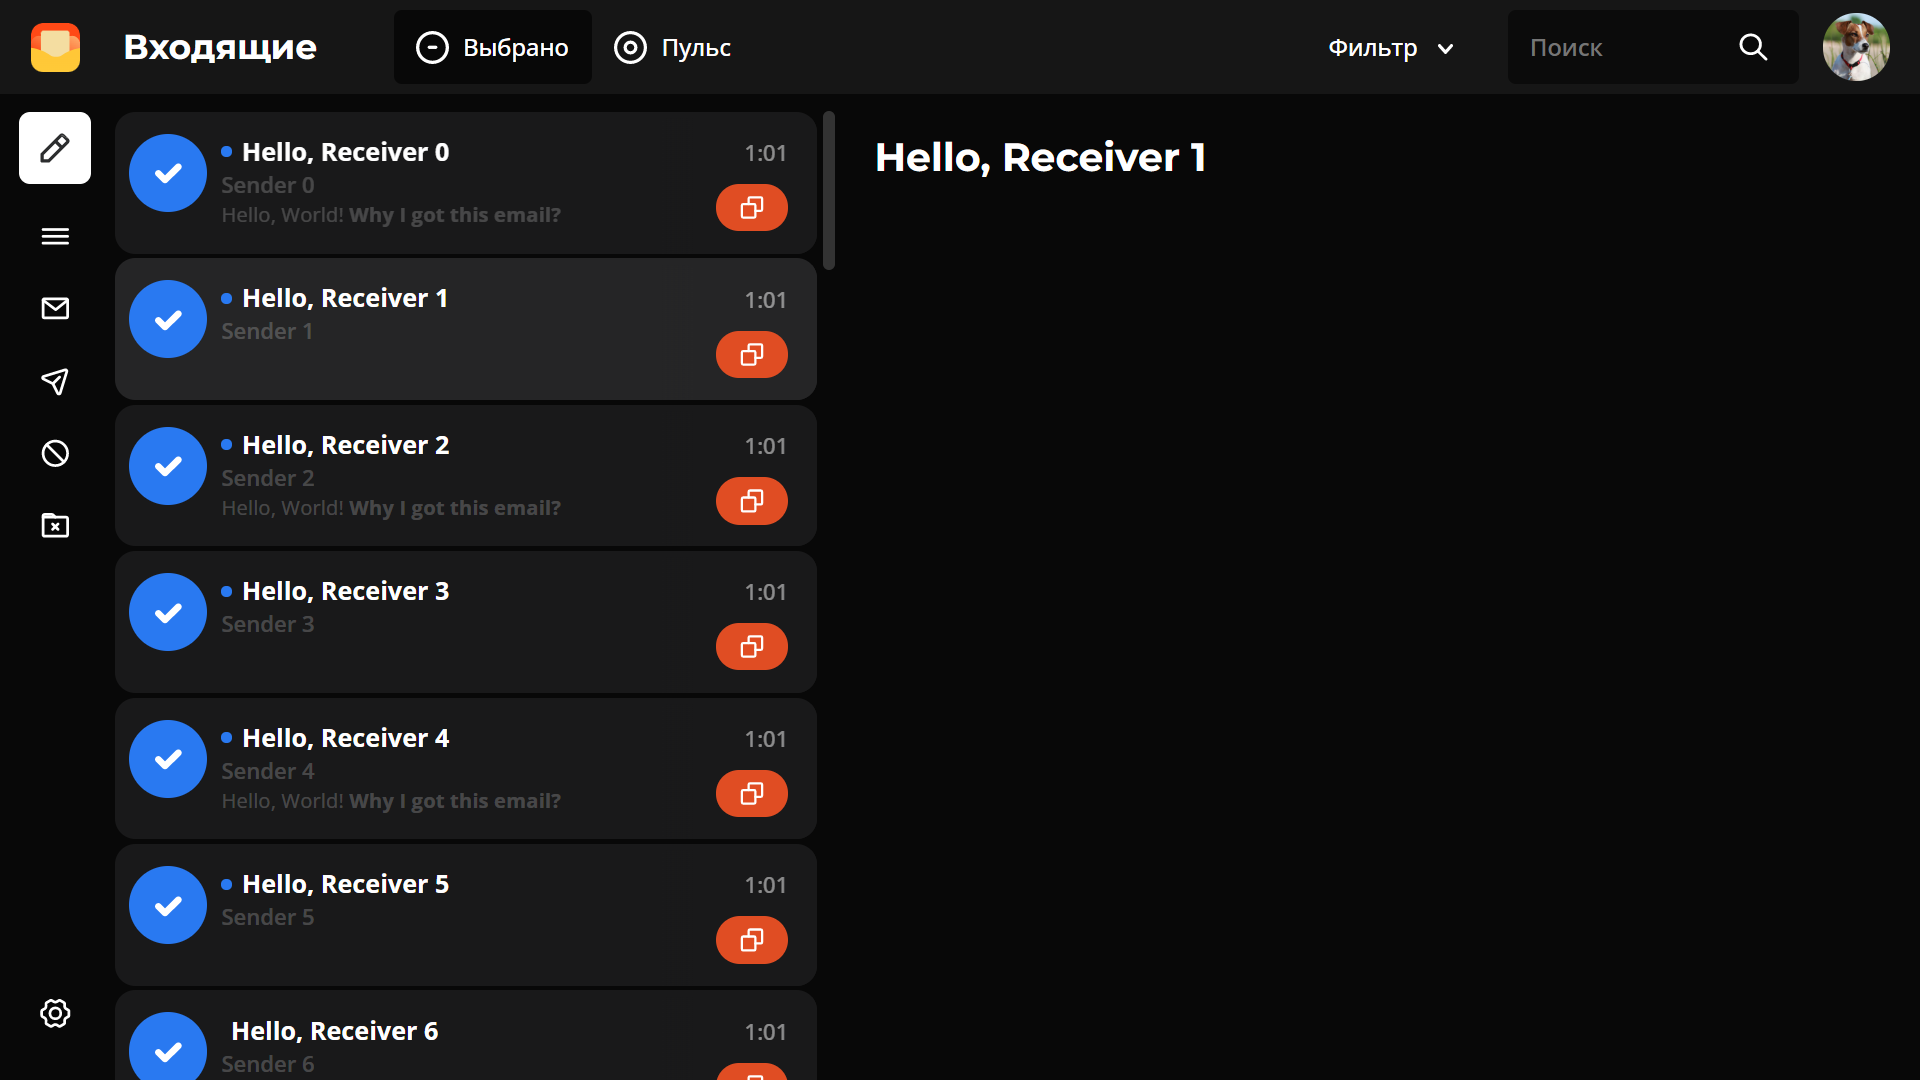 Входящие
Выбрано
Пульс
Фильтр
Поиск
Hello, Receiver 0
1:01
Sender 0
Hello, World! Why I got this email?
Hello, Receiver 1
1:01
Sender 1
Hello, Receiver 2
1:01
Sender 2
Hello, World! Why I got this email?
Hello, Receiver 3
1:01
Sender 3
Hello, Receiver 4
1:01
Sender 4
Hello, World! Why I got this email?
Hello, Receiver 5
1:01
Sender 5
Hello, Receiver 6
1:01
Sender 6
Hello, Receiver 1